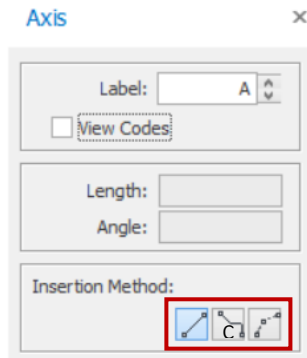 Axis
Label: A
View Codes
Length:
Angle:
Insertion Method:
C